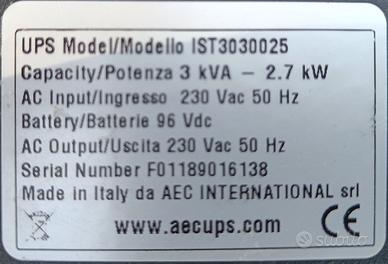 UPS Model/Modello IST3030025
Capacity/Potenza 3 kVA – 2.7 kW
AC Input/Ingresso 230 Vac 50 Hz
Battery/Batterie 96 Vdc
AC Output/Uscita 230 Vac 50 Hz
Serial Number F01189016138
Made in Italy da AEC INTERNATIONAL srl
www.aecups.com
CE
subito